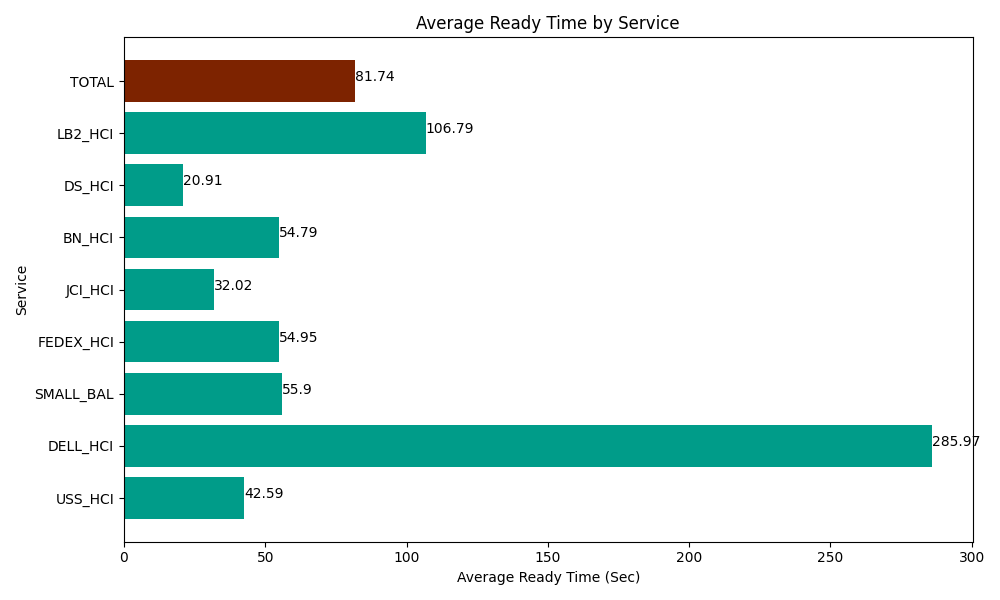 Average Ready Time by Service
TOTAL 81.74
LB2_HCI 106.79
DS_HCI 20.91
BN_HCI 54.79
JCI_HCI 32.02
FEDEX_HCI 54.95
SMALL_BAL 55.9
DELL_HCI 285.97
USS_HCI 42.59
Service
0 50 100 150 200 250 300
Average Ready Time (Sec)